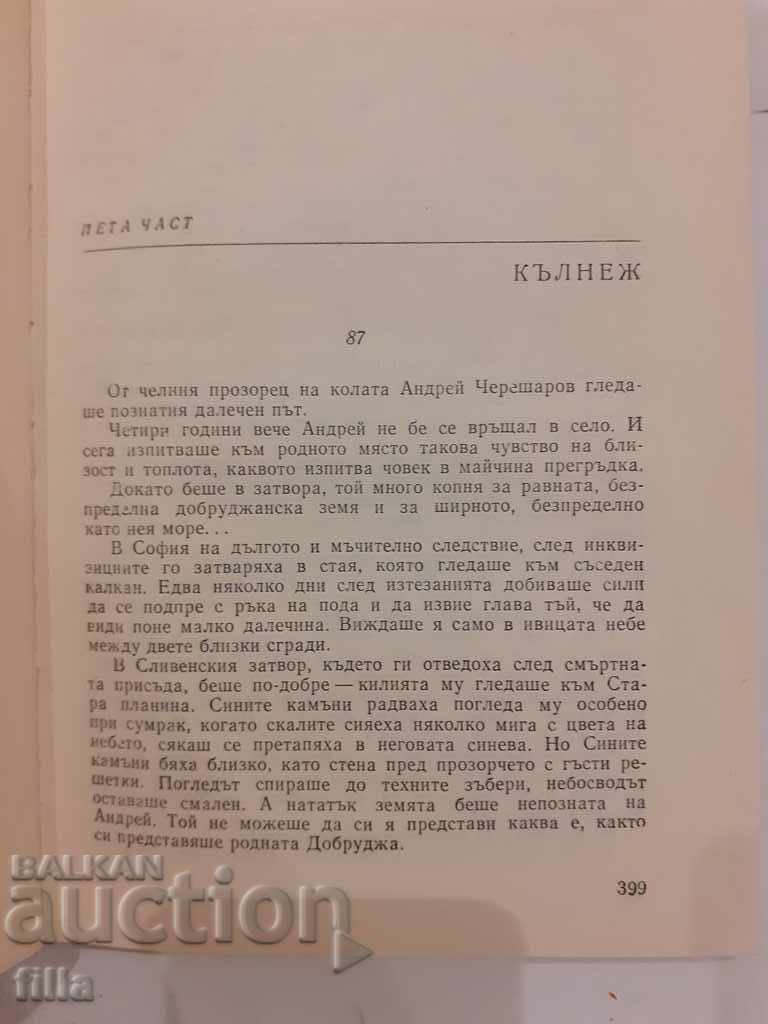 ПЕТА ЧАСТ
КЪЛНЕЖ
87
От челния прозорец на колата Андрей Черешаров гледа-
ше познатия далечен път.
Четири години вече Андрей не бе се връщал в село. И
сега изпитваше към родното място такова чувство на бли-
зост и топлота, каквото изпитва човек в майчина прегръдка.
Докато беше в затвора, той много копня за равната, без-
пределна добруджанска земя и за ширното, безпределно
като нея море...
В София на дългото и мъчително следствие, след инкви-
зициите го затваряха в стая, която гледаше към съседен
калкан. Едва няколко дни след изтезанията добиваше сили
да се подпре с ръка на пода и да извие глава тъй, че да
види поне малко далечина. Виждаше я само в ивицата небе
между двете близки сгради.
В Сливенския затвор, където ги отведоха след смъртна-
та присъда, беше по-добре — килията му гледаше към Ста-
ра планина. Сините камъни радваха погледа му особено
при сумрак, когато скалите сияеха няколко мига с цвета на
небето, сякаш се претапяха в неговата синева. Но Сините
камъни бяха близко, като стена пред прозорчето с гъсти ре-
шетки. Погледът спираше до техните зъбери, небосводът
оставаше смален. А нататък земята беше непозната на
Андрей. Той не можеше да си я представи каква е, както
си представяше родната Добруджа.
399
BALKAN
auction
filla